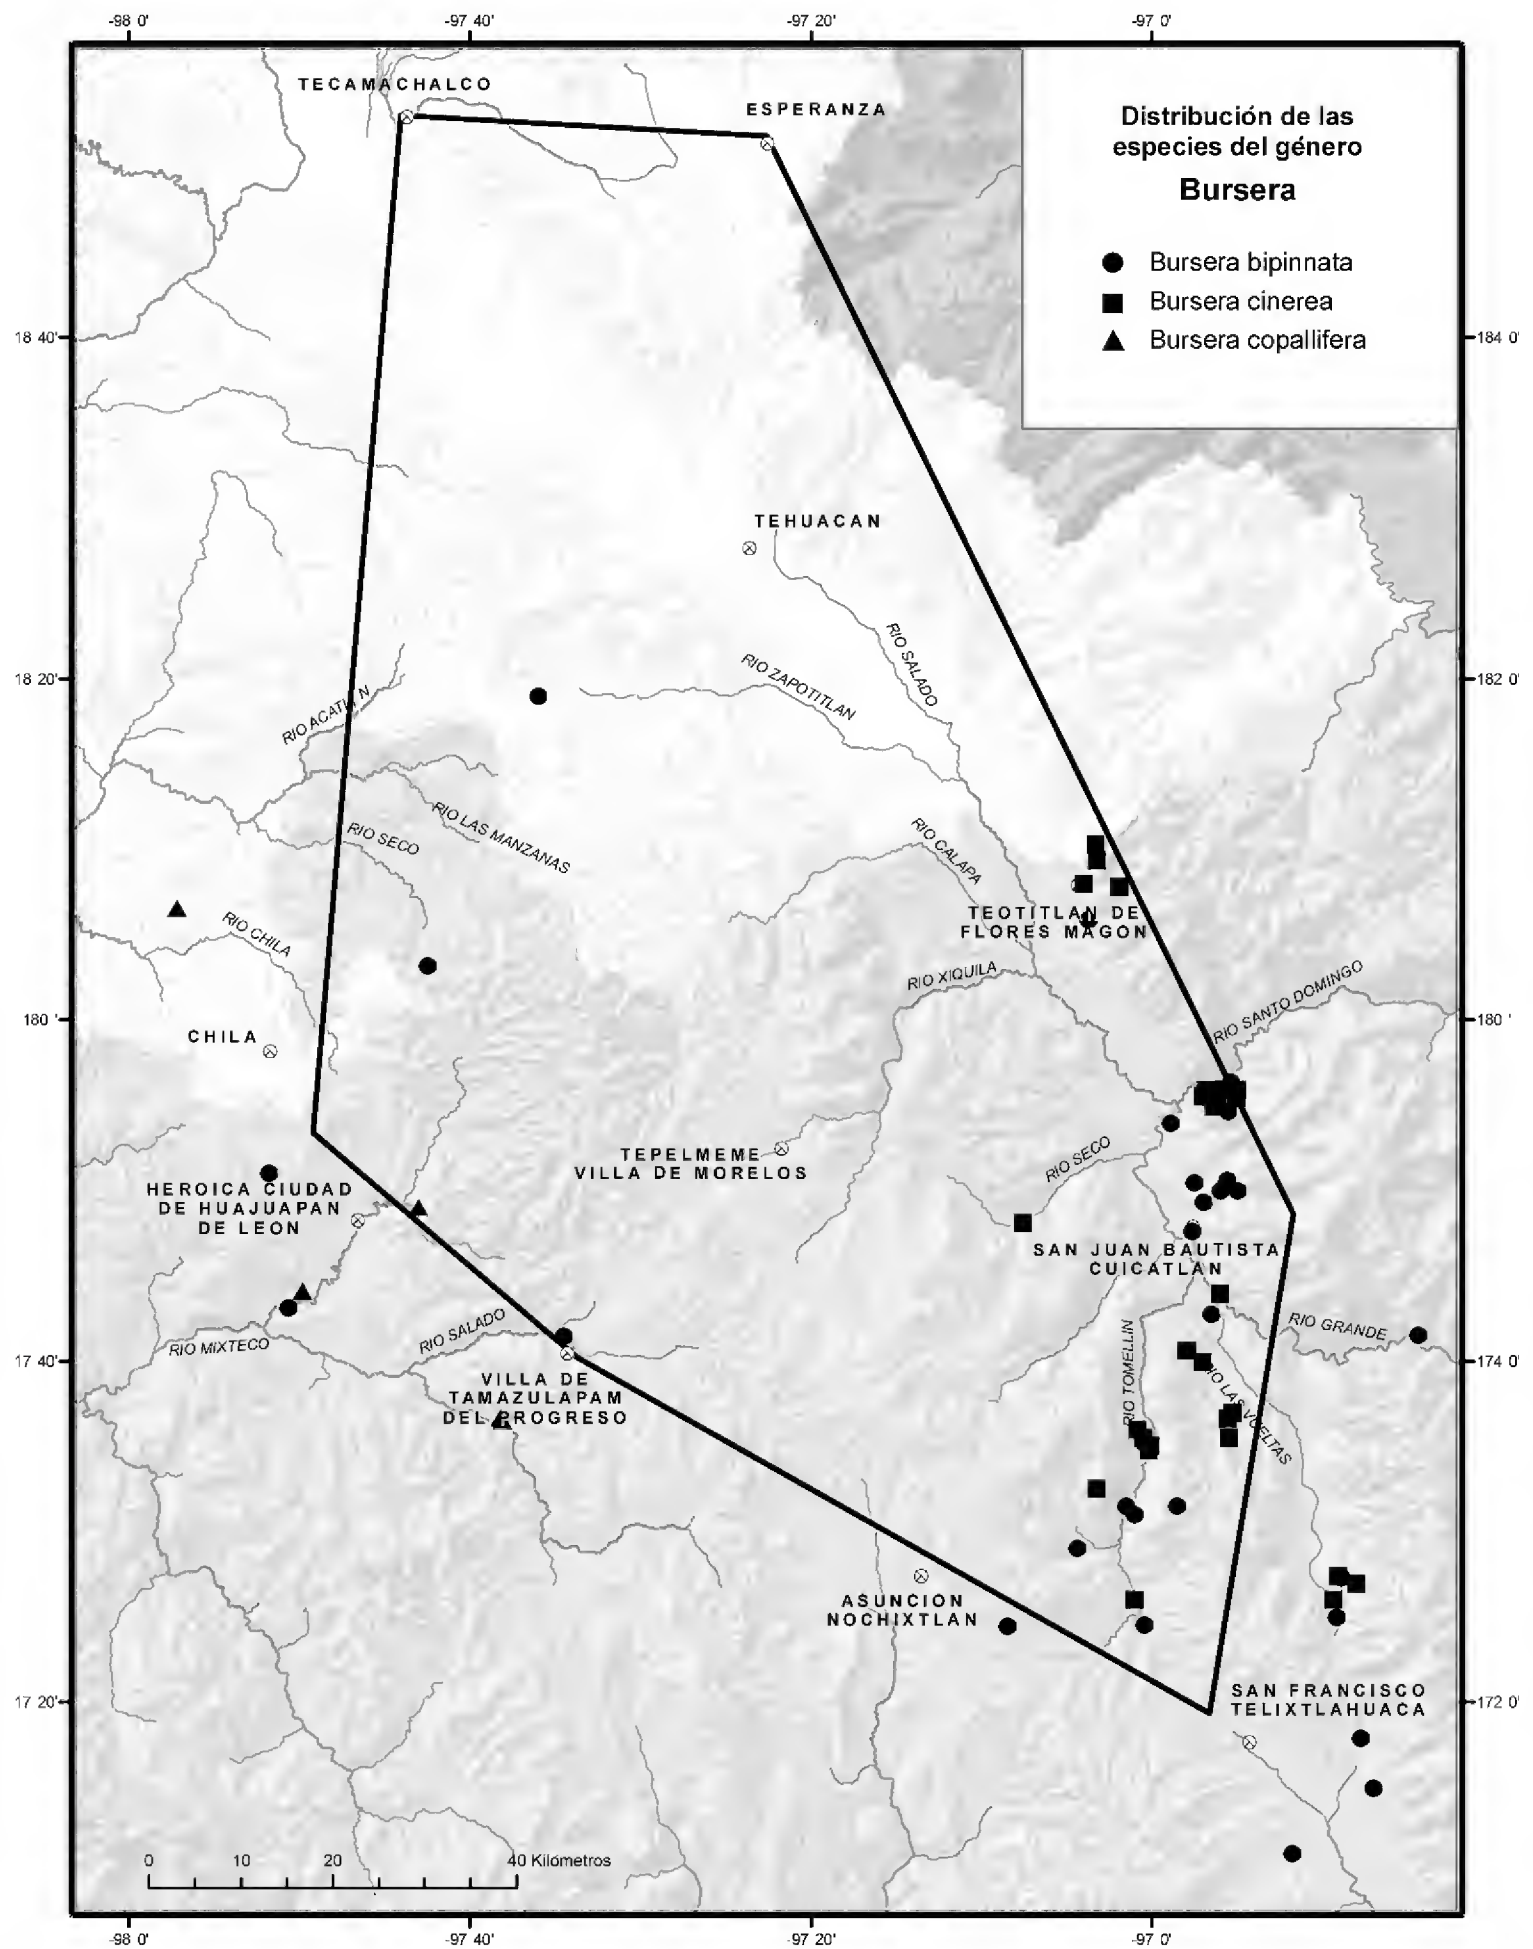 -98 0'
-97 40'
-97 20'
-97 0'
TECAMACHALCO
ESPERANZA
Distribución de las
especies del género
Bursera
Bursera bipinnata
Bursera cinerea
Bursera copallifera
18 40'
184 0'
TEHUACAN
RIO SALADO
RIO ZAPOTITLAN
18 20'
182 0'
RIO LAS MANZANAS
RIO SECO
RIO CALAPA
TEOTITLAN DE
FLORES MAGON
RIO CHILA
RIO XIQUILA
RIO SANTO DOMINGO
180 '
180 '
CHILA
TEPELMEME
VILLA DE MORELOS
RIO SECO
HEROICA CIUDAD
DE HUAJUAPAN
DE LEON
SAN JUAN BAUTISTA
CUICATLAN
RIO GRANDE
RIO SALADO
RIO MIXTECO
RIO TOMELLIN
17 40'
174 0'
VILLA DE
TAMAZULAPAM
DEL PROGRESO
RIO LAS VUELTAS
ASUNCION
NOCHIXTLAN
17 20'
172 0'
SAN FRANCISCO
TELIXTLAHUACA
0 10 20 40 Kilómetros
-98 0'
-97 40'
-97 20'
-97 0'